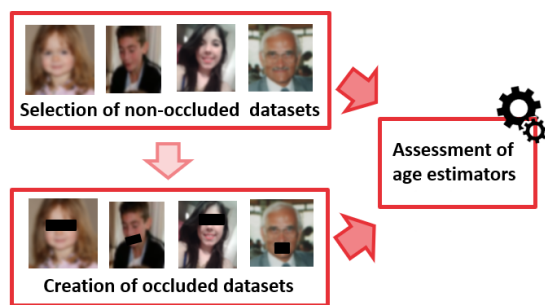 Selection of non-occluded datasets
Assessment of
age estimators
Creation of occluded datasets